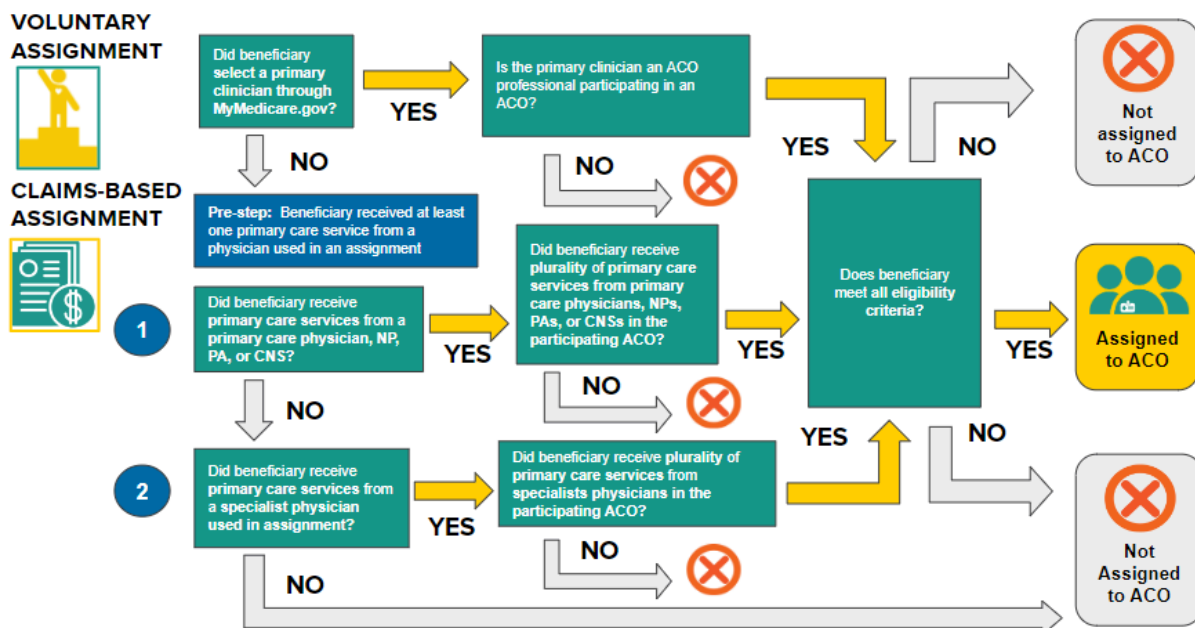 VOLUNTARY
ASSIGNMENT
Did beneficiary
select a primary
clinician through
MyMedicare.gov?
YES
Is the primary clinician an ACO
professional participating in an
ACO?
YES
NO
Not
assigned
to ACO
NO
NO
CLAIMS-BASED
ASSIGNMENT
Pre-step: Beneficiary received at least
one primary care service from a
physician used in an assignment
1
Did beneficiary receive
primary care services from a
primary care physician, NP,
PA, or CNS?
YES
Did beneficiary receive
plurality of primary care
services from primary
care physicians, NPs,
PAs, or CNSs in the
participating ACO?
YES
Does beneficiary
meet all eligibility
criteria?
YES
Assigned
to ACO
NO
NO
2
Did beneficiary receive
primary care services from
a specialist physician
used in assignment?
YES
Did beneficiary receive plurality of
primary care services from
specialists physicians in the
participating ACO?
YES
NO
Not
Assigned
to ACO
NO
NO